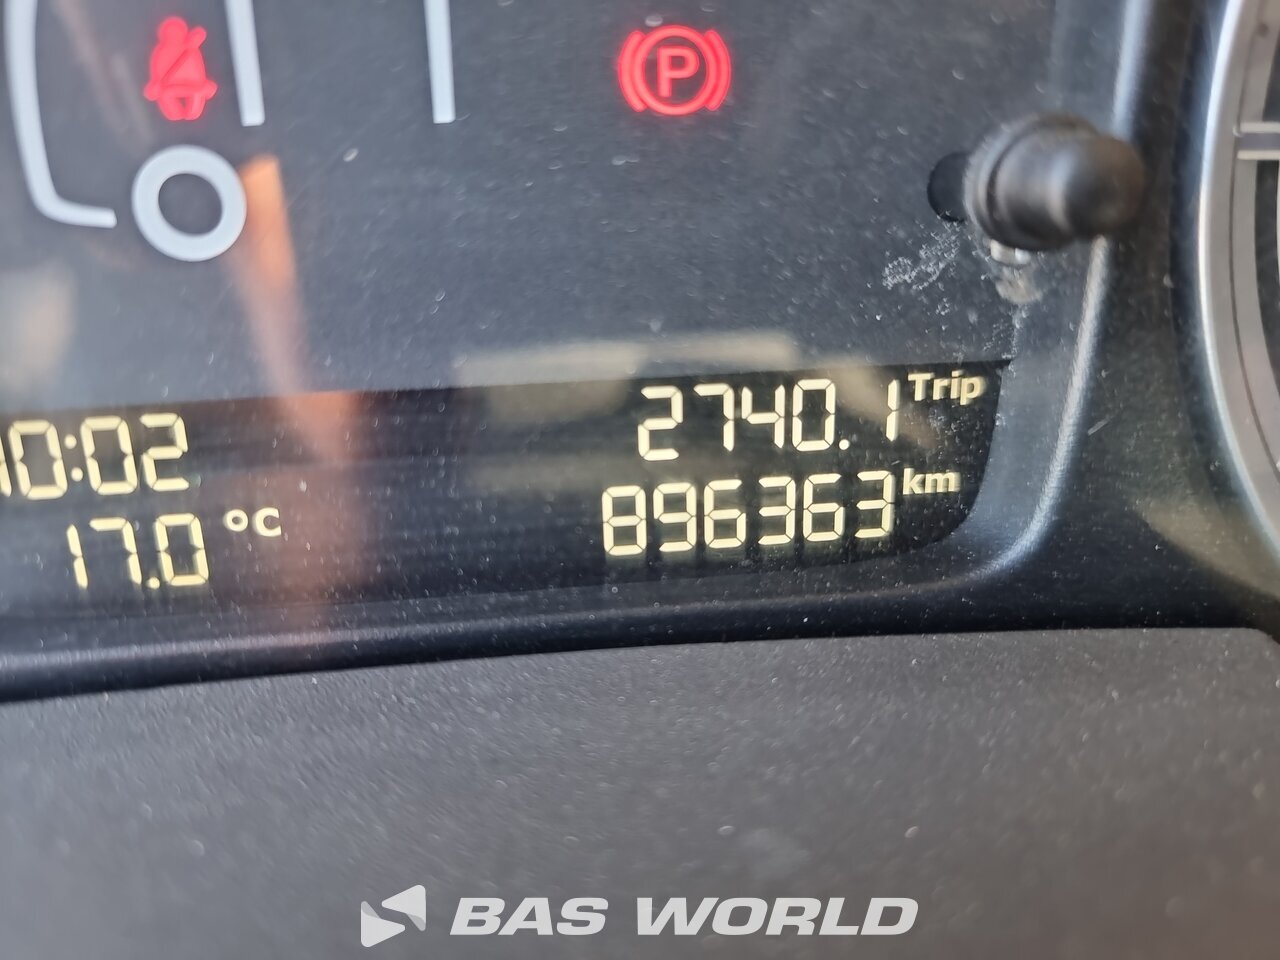 P
2740.1 Trip
10:02
896363 km
17.0 °C
BAS WORLD